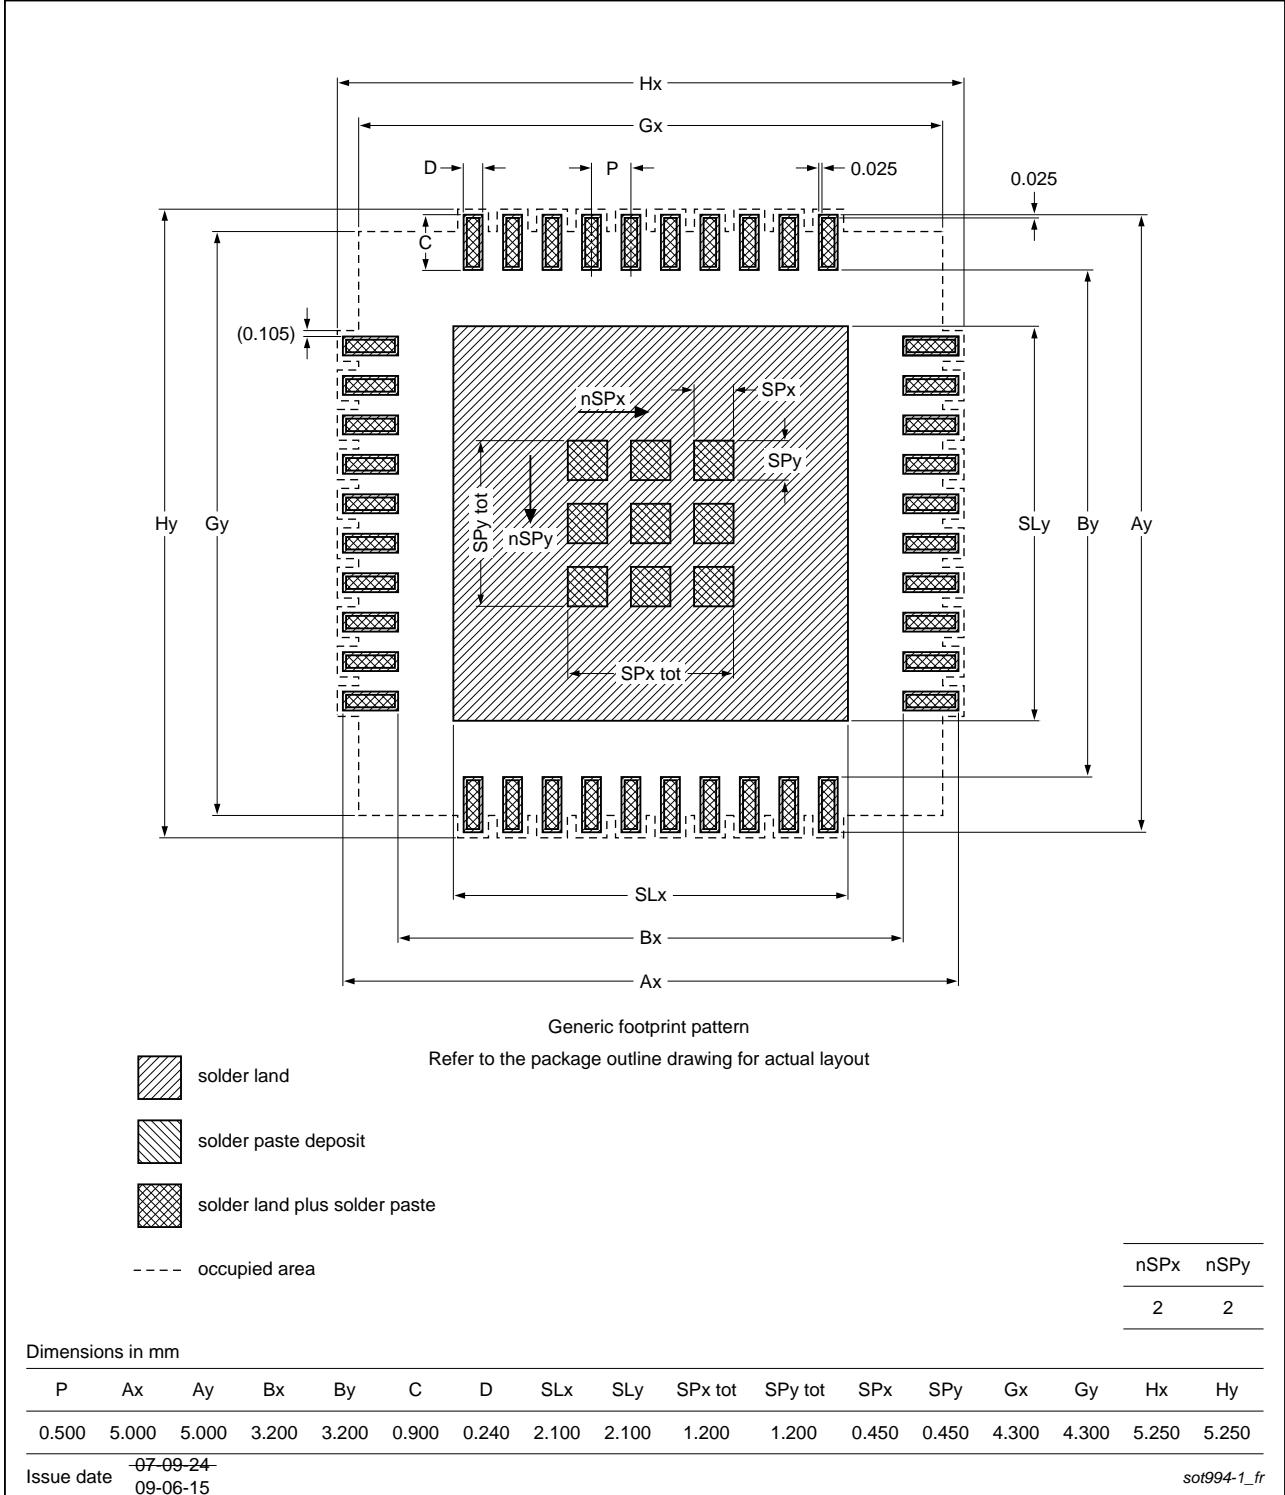 Hx
Gx
D
P
0.025
0.025
C
(0.105)
SPx
nSPx
SPy
SPy tot
nSPy
Hy
Gy
SLy
By
Ay
SPx tot
SLx
Bx
Ax
Generic footprint pattern
Refer to the package outline drawing for actual layout
solder land
solder paste deposit
solder land plus solder paste
occupied area
nSPx nSPy
2 2
Dimensions in mm
P Ax Ay Bx By C D SLx SLy SPx tot SPy tot SPx SPy Gx Gy Hx Hy
0.500 5.000 5.000 3.200 3.200 0.900 0.240 2.100 2.100 1.200 1.200 0.450 0.450 4.300 4.300 5.250 5.250
Issue date 07-09-24
09-06-15
sot994-1_fr